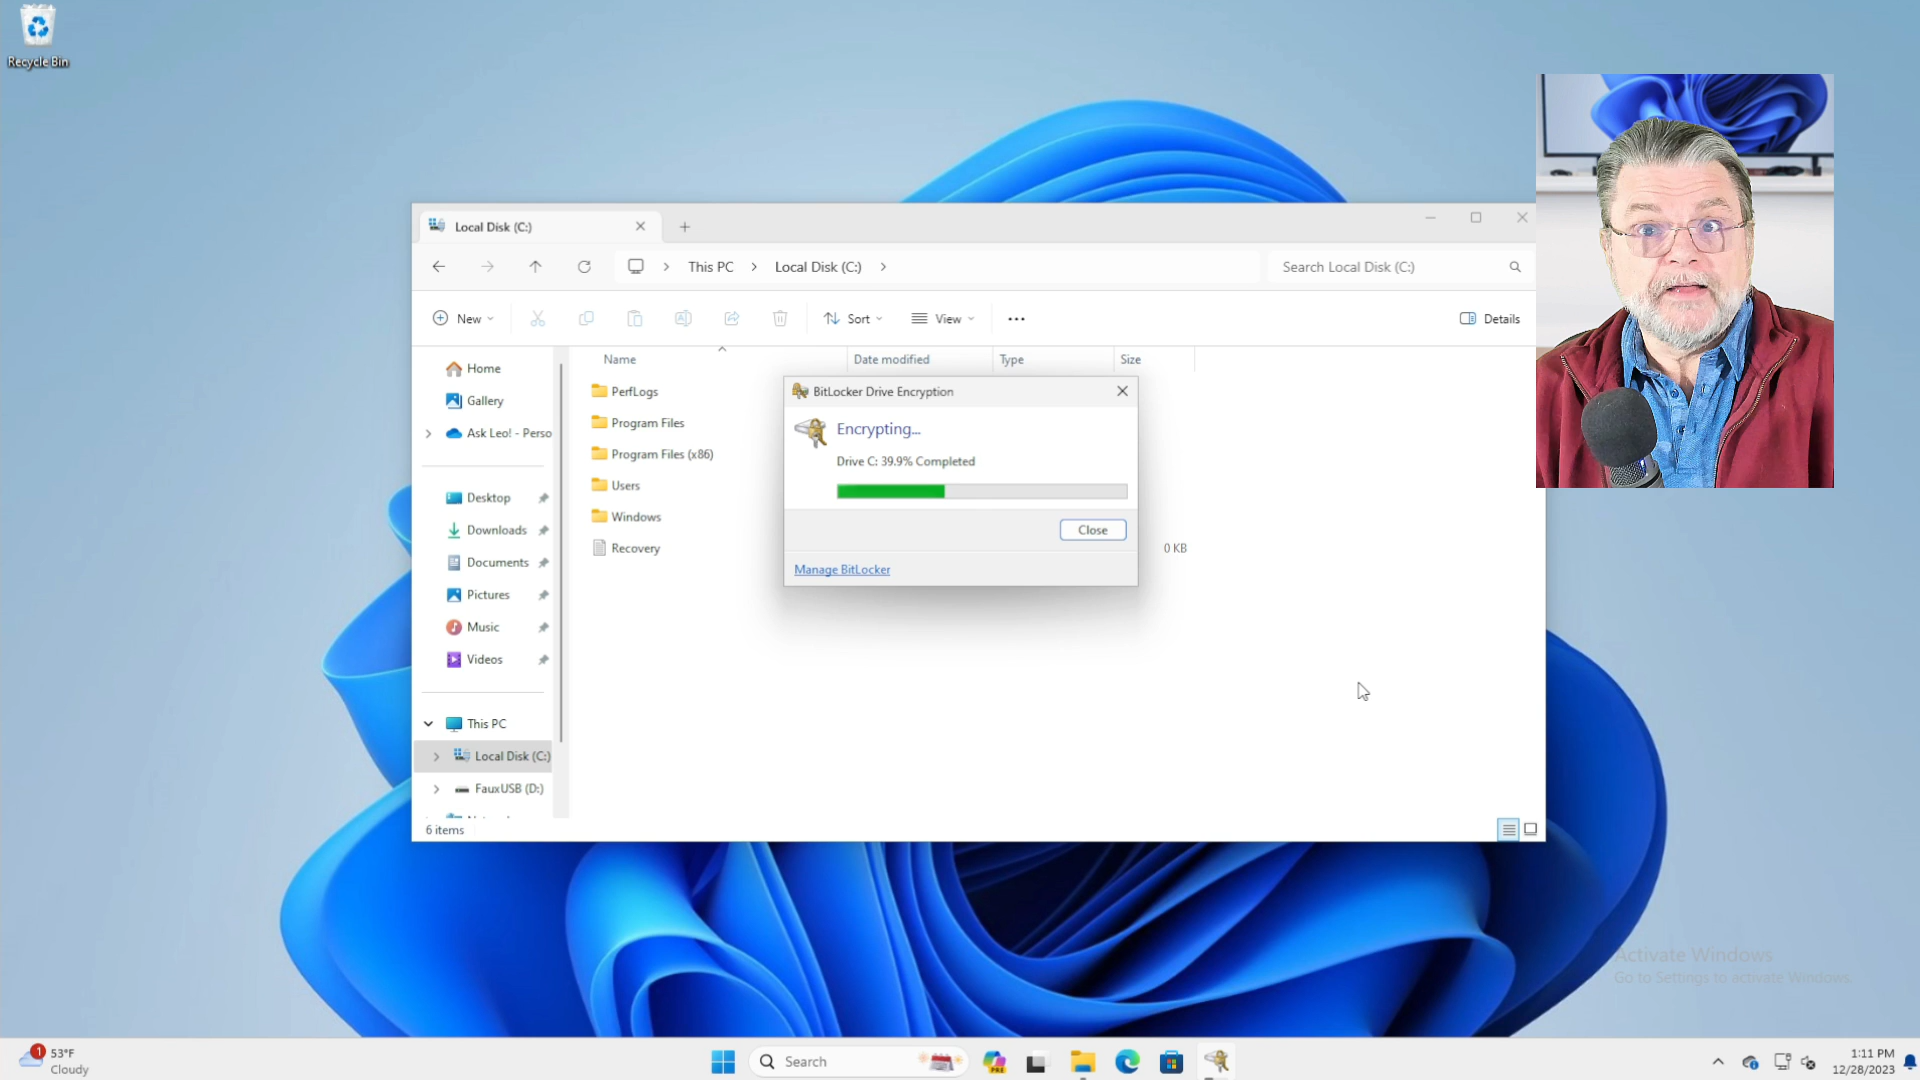 Recycle Bin
Local Disk (C:)
This PC
Local Disk (C:)
Search Local Disk (C:)
New
Sort
View
Details
Name
Date modified
Type
Size
Home
Gallery
Ask Leo! - Perso
Desktop
Downloads
Documents
Pictures
Music
Videos
This PC
Local Disk (C:)
FauxUSB (D:)
PerfLogs
Program Files
Program Files (x86)
Users
Windows
Recovery
0 KB
BitLocker Drive Encryption
Encrypting...
Drive C: 39.9% Completed
Close
Manage BitLocker
6 items
Activate Windows
Go to Settings to activate Windows.
1
53°F
Cloudy
Search
PRE
1:11 PM
12/28/2023